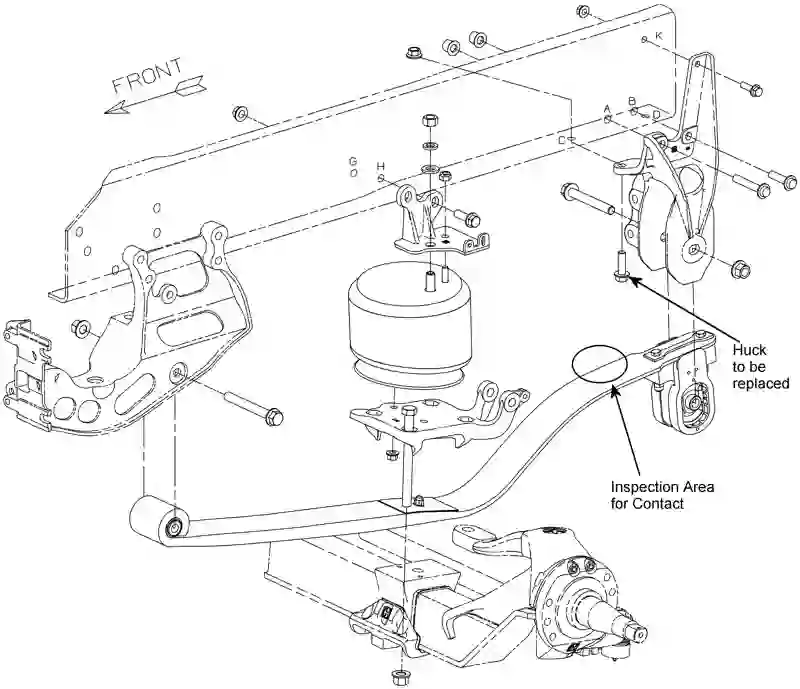 FRONT
K
B
A
D
C
G
H
Huck
to be
replaced
Inspection Area
for Contact